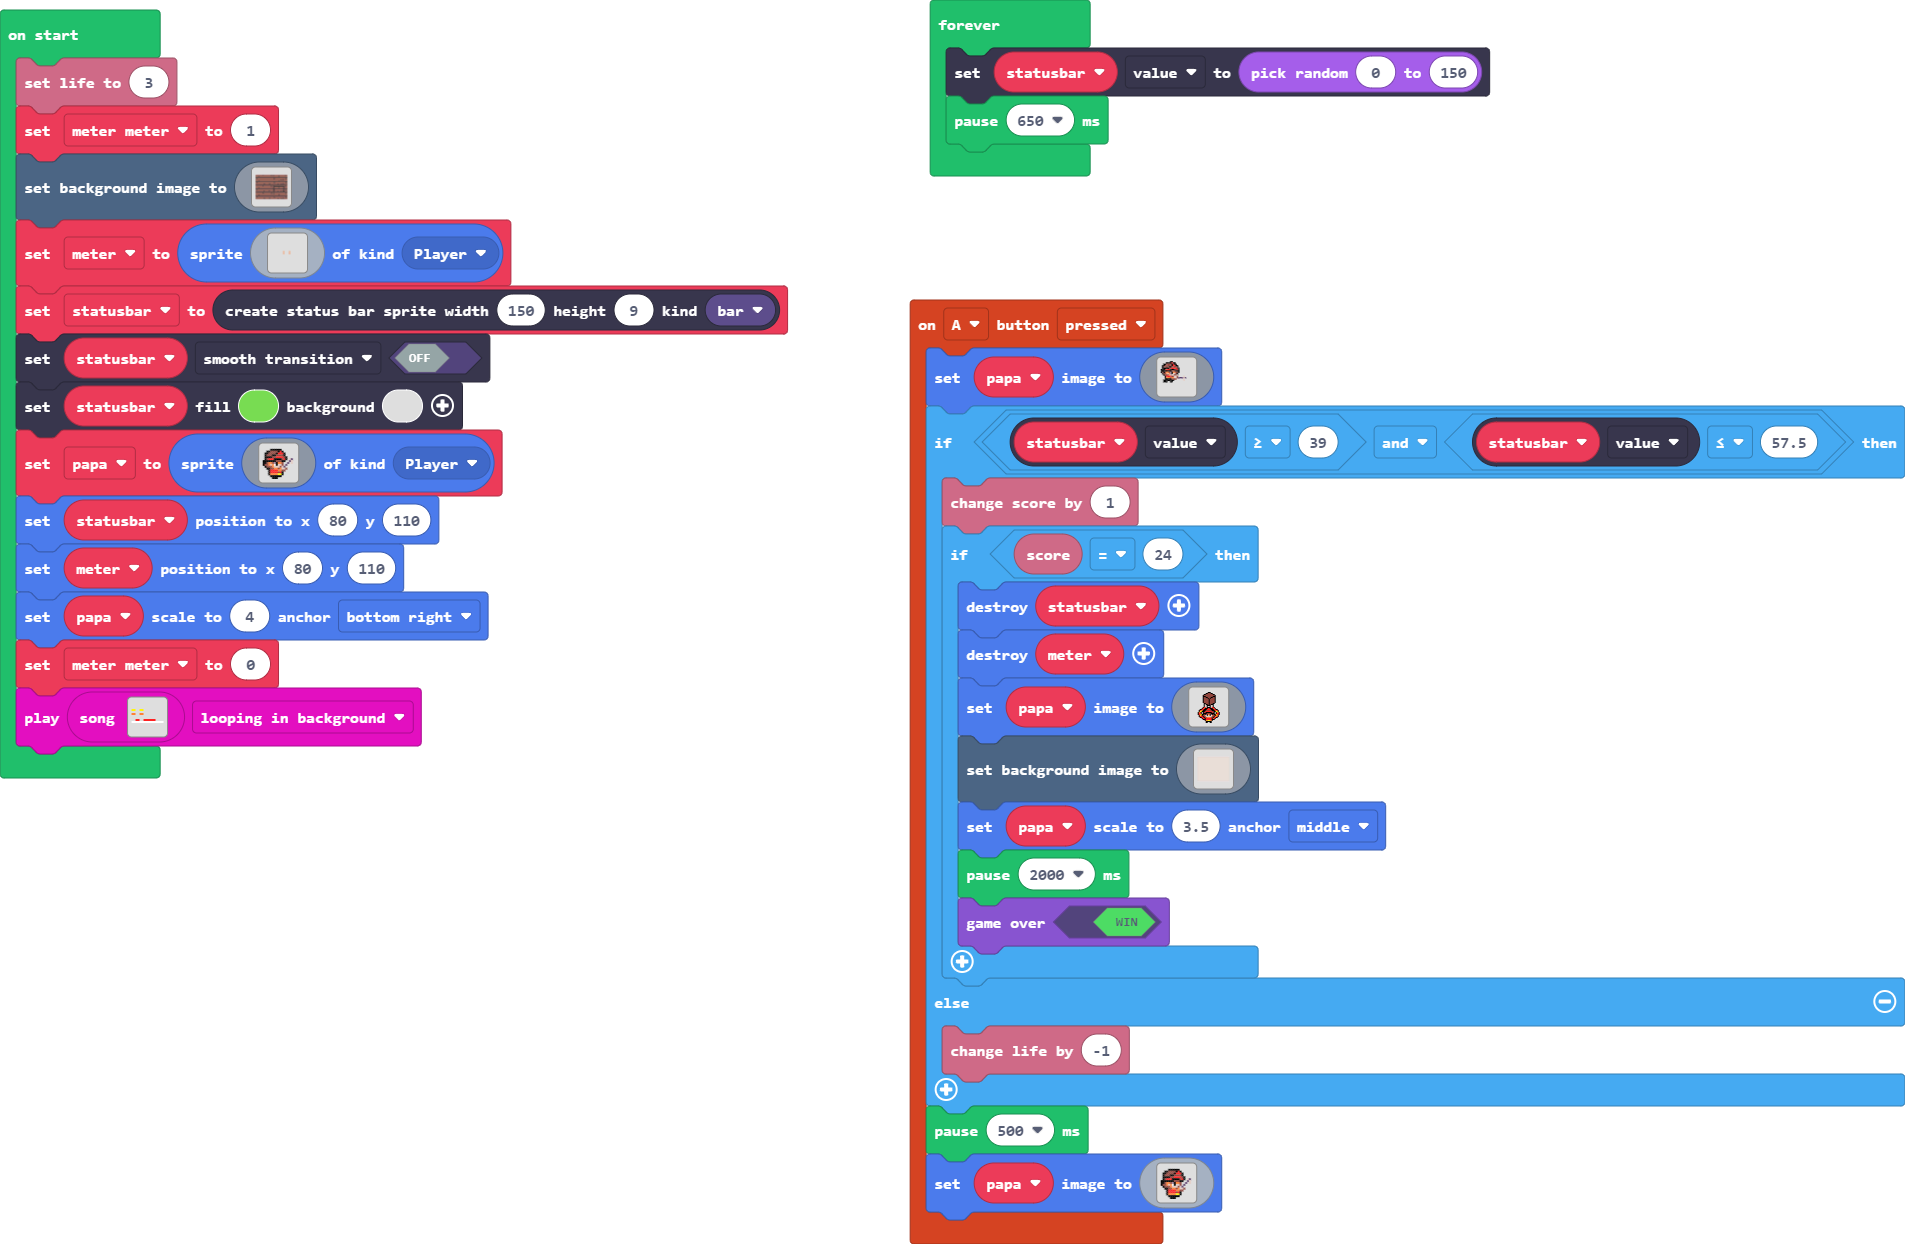 on start
set life to 3
set meter meter to 1
set background image to
set meter to sprite of kind Player
set statusbar to create status bar sprite width 150 height 9 kind bar
set statusbar smooth transition OFF
set statusbar fill background
set papa to sprite of kind Player
set statusbar position to x 80 y 110
set meter position to x 80 y 110
set papa scale to 4 anchor bottom right
set meter meter to 0
play song looping in background
forever
set statusbar value to pick random 0 to 150
pause 650 ms
on A button pressed
set papa image to
if statusbar value ≥ 39 and statusbar value ≤ 57.5 then
change score by 1
if score = 24 then
destroy statusbar
destroy meter
set papa image to
set background image to
set papa scale to 3.5 anchor middle
pause 2000 ms
game over WIN
else
change life by -1
pause 500 ms
set papa image to